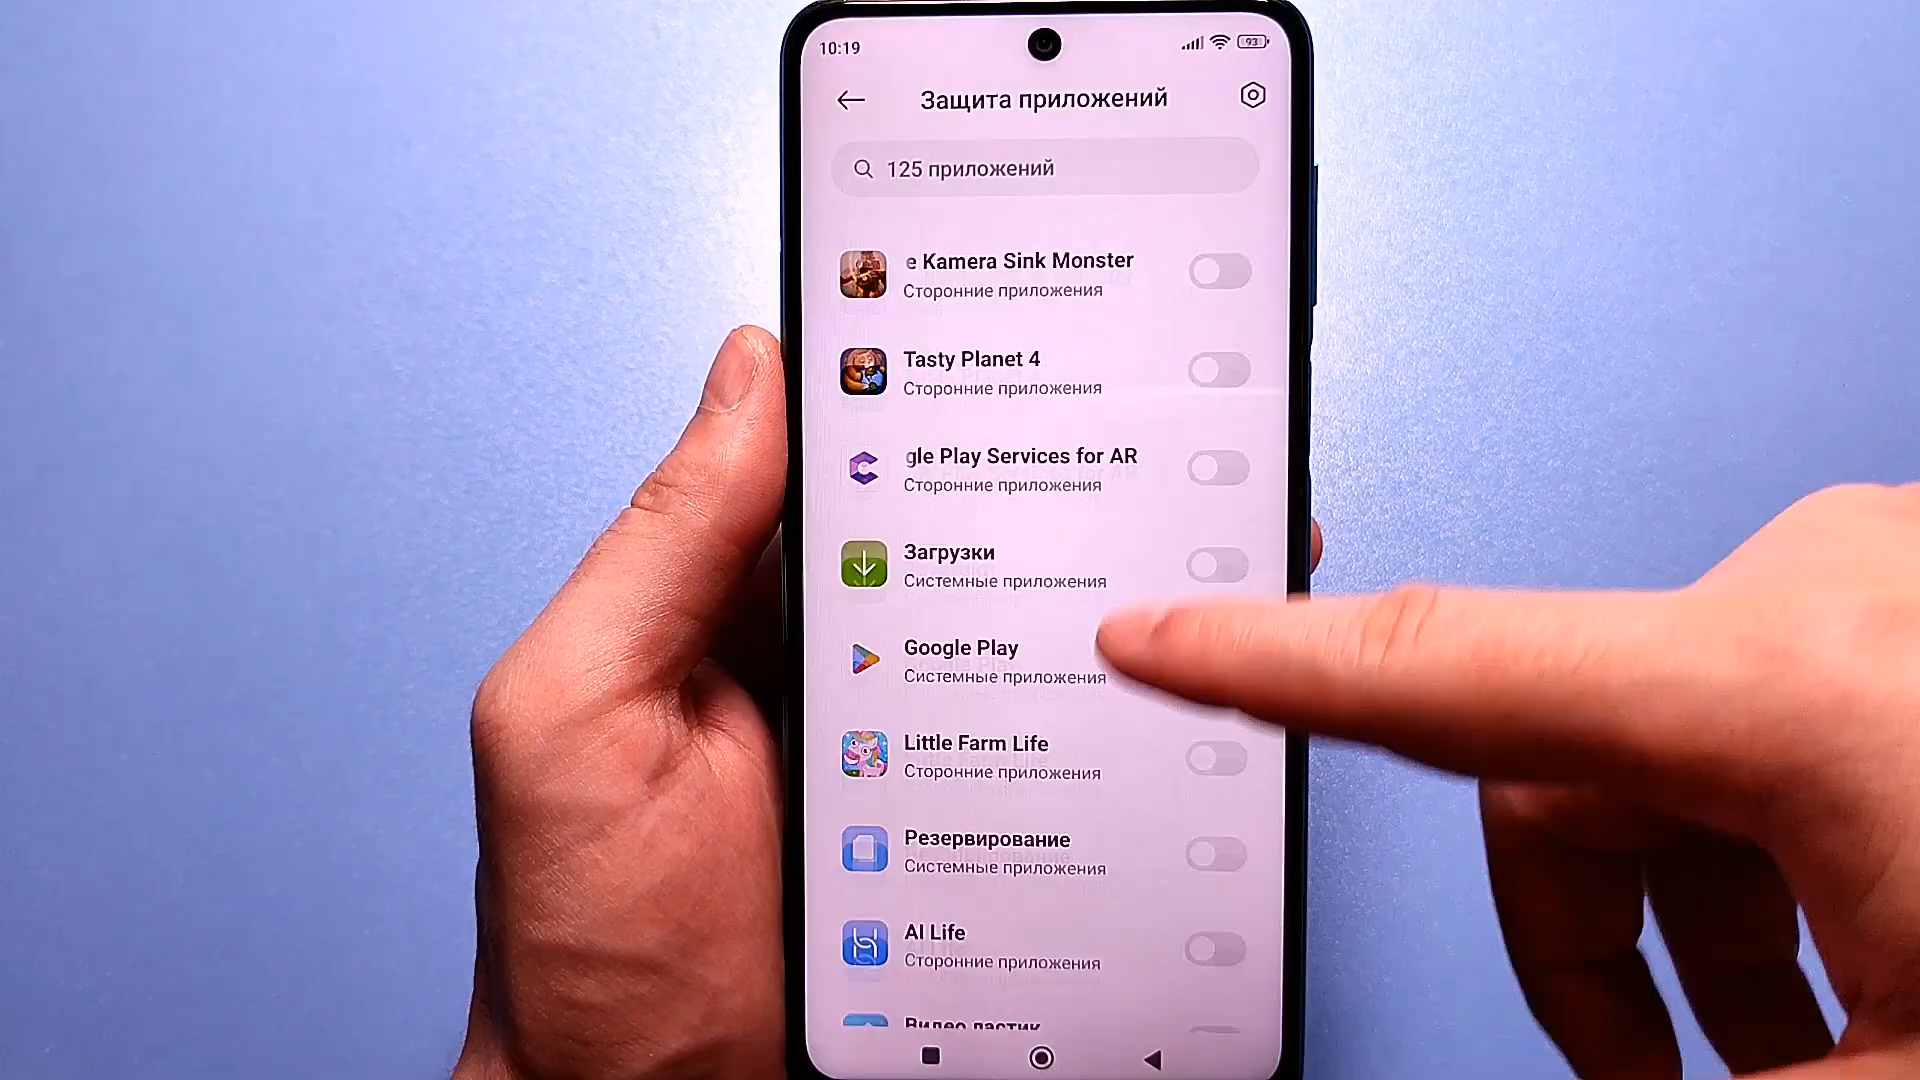 10:19
93
Защита приложений
125 приложений
e Kamera Sink Monster
Сторонние приложения
Tasty Planet 4
Сторонние приложения
gle Play Services for AR
Сторонние приложения
Загрузки
Системные приложения
Google Play
Системные приложения
Little Farm Life
Сторонние приложения
Резервирование
Системные приложения
AI Life
Сторонние приложения
Видео ластик